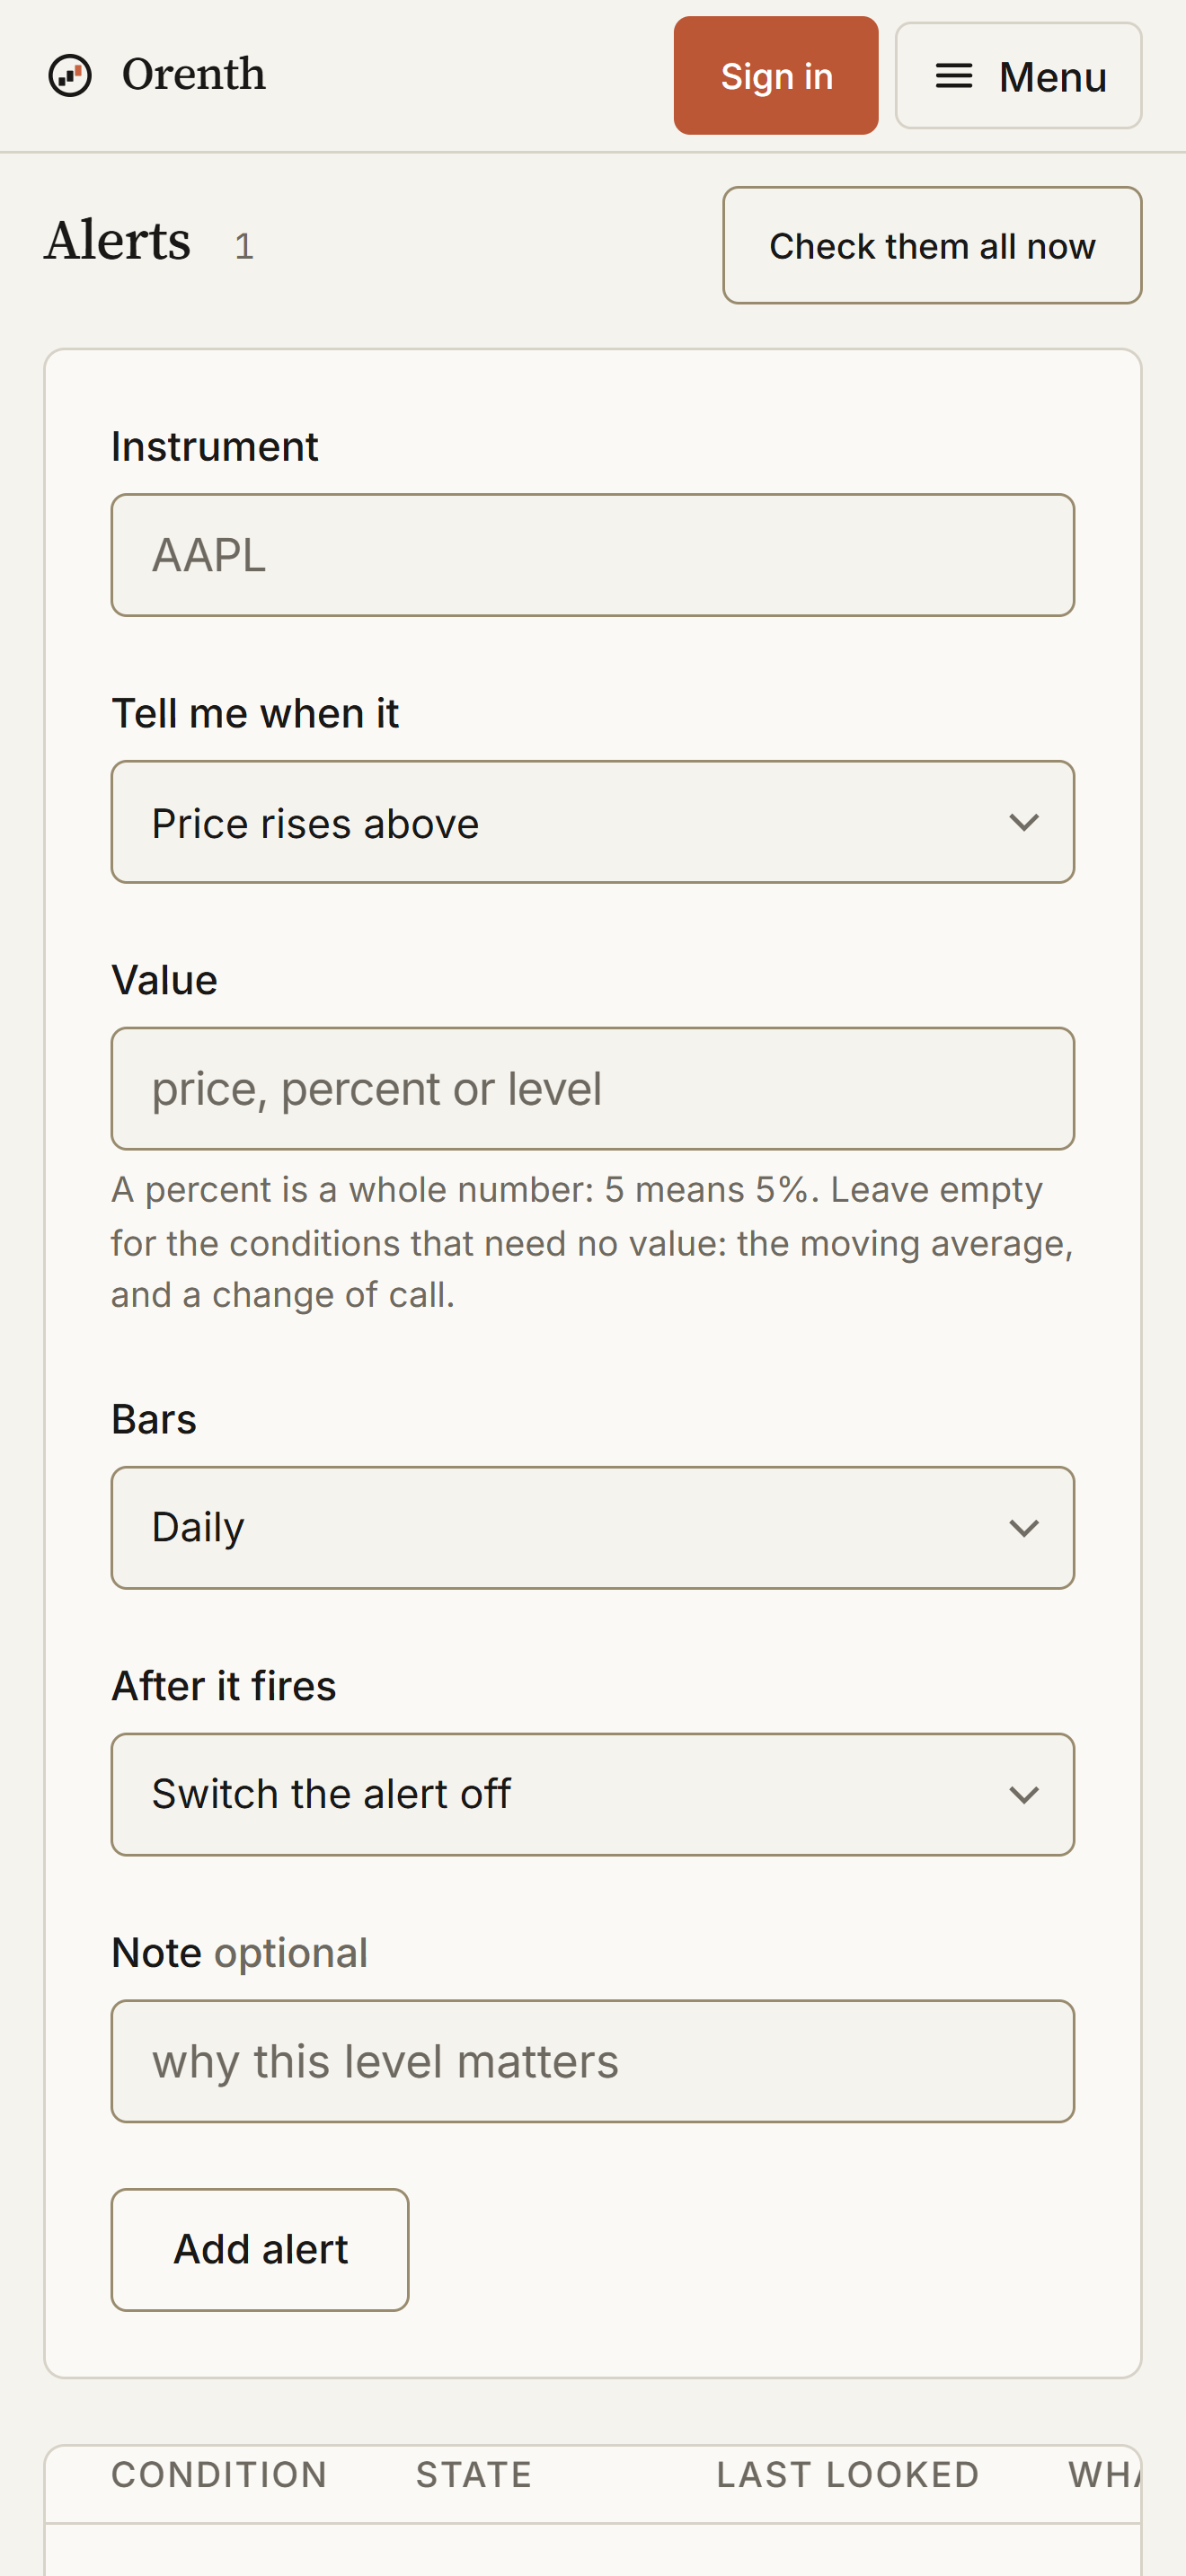 Orenth
Sign in
Menu
Alerts 1
Check them all now
Instrument
AAPL
Tell me when it
Price rises above
Value
price, percent or level
A percent is a whole number: 5 means 5%. Leave empty
for the conditions that need no value: the moving average,
and a change of call.
Bars
Daily
After it fires
Switch the alert off
Note optional
why this level matters
Add alert
CONDITION STATE LAST LOOKED